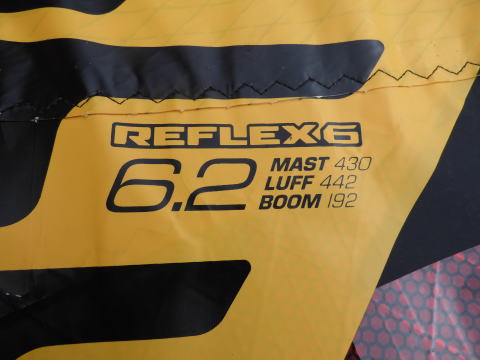 REFLEX6
6.2
MAST 430
LUFF 442
BOOM 192